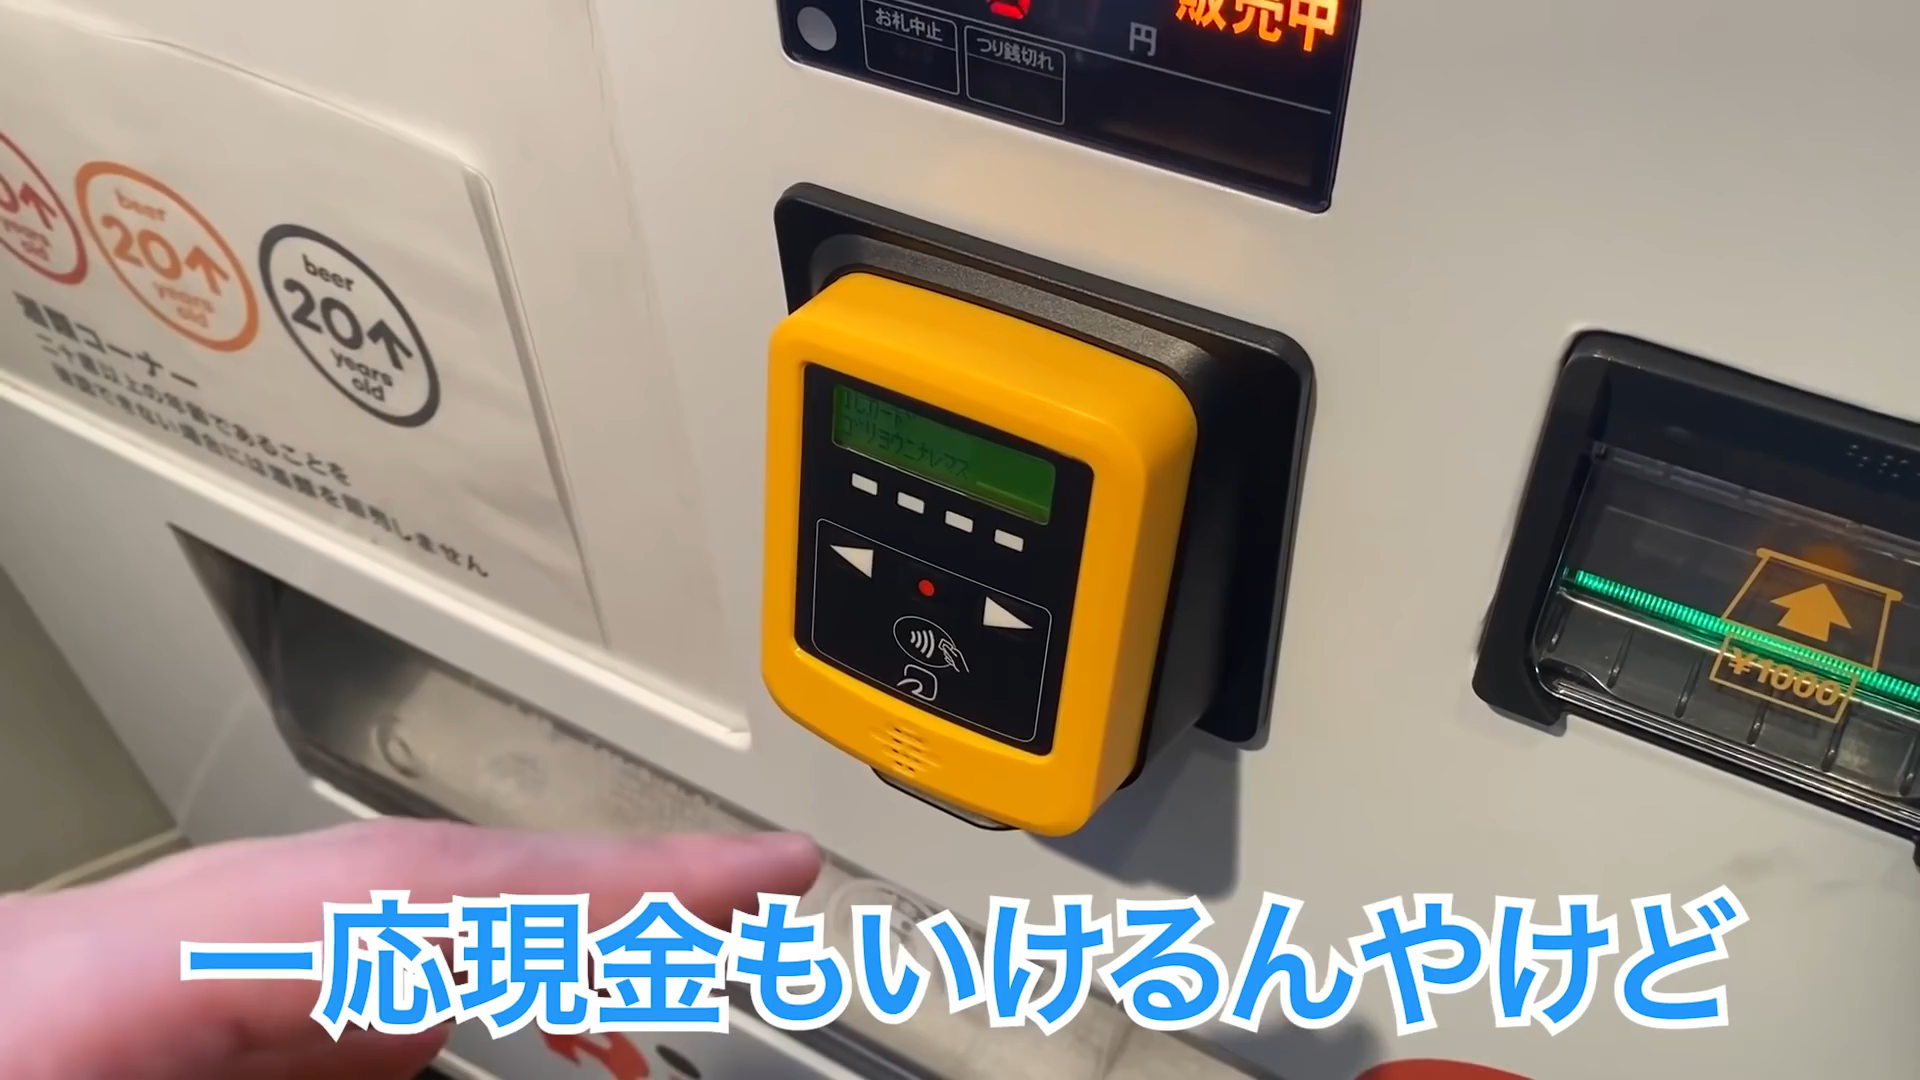 販売中
円
お札中止
つり銭切れ
20↑
years
old
beer
20↑
years
old
beer
20↑
years
old
酒類コーナー
二十歳以上の年齢であることを
確認できない場合には酒類を販売しません
ICカード
ゴリヨウニナレマス
¥1000
一応現金もいけるんやけど